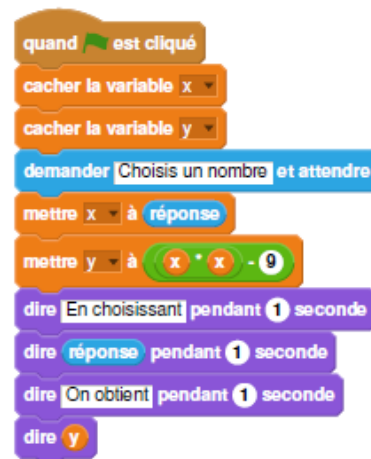 quand est cliqué
cacher la variable x
cacher la variable y
demander Choisis un nombre et attendre
mettre x à réponse
mettre y à x * x - 9
dire En choisissant pendant 1 seconde
dire réponse pendant 1 seconde
dire On obtient pendant 1 seconde
dire y